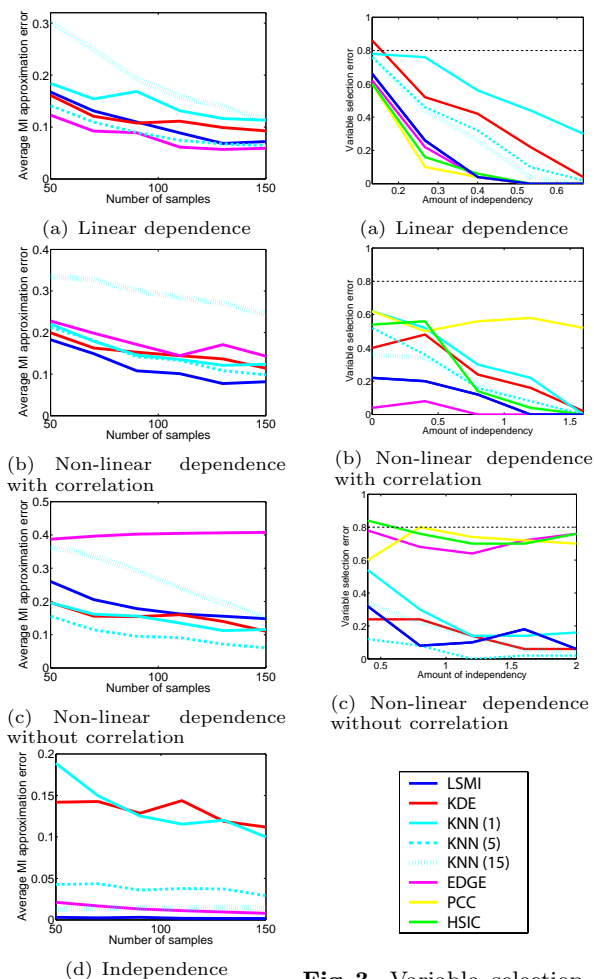 Average MI approximation error
0.3
0.2
0.1
0
50
100
150
Number of samples
(a) Linear dependence
Average MI approximation error
0.4
0.3
0.2
0.1
0
50
100
150
Number of samples
(b) Non-linear dependence
with correlation
Average MI approximation error
0.5
0.4
0.3
0.2
0.1
0
50
100
150
Number of samples
(c) Non-linear dependence
without correlation
Average MI approximation error
0.2
0.15
0.1
0.05
0
50
100
150
Number of samples
(d) Independence
Variable selection error
1
0.8
0.6
0.4
0.2
0
0.2
0.3
0.4
0.5
0.6
Amount of independency
(a) Linear dependence
Variable selection error
1
0.8
0.6
0.4
0.2
0
0
0.5
1
1.5
Amount of independency
(b) Non-linear dependence
with correlation
Variable selection error
1
0.8
0.6
0.4
0.2
0
0.5
1
1.5
2
Amount of independency
(c) Non-linear dependence
without correlation
LSMI
KDE
KNN (1)
KNN (5)
KNN (15)
EDGE
PCC
HSIC
Fig. 3. Variable selection